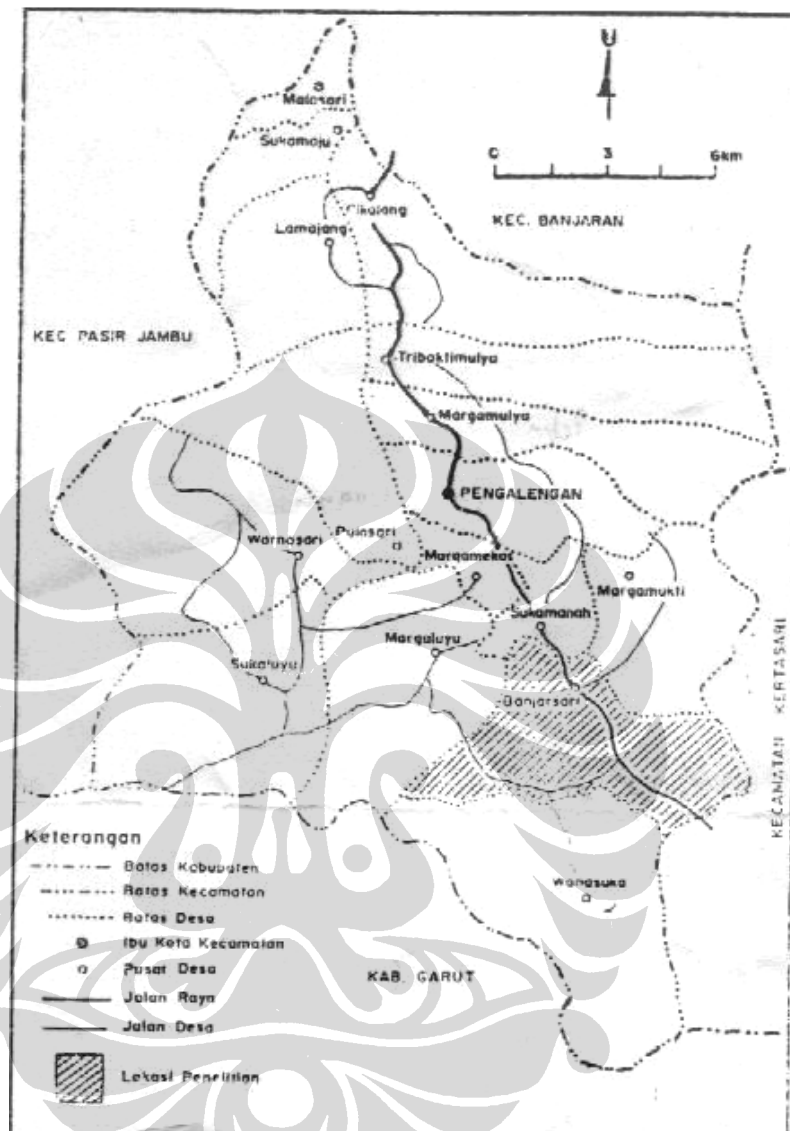 U
Malasari
Sukamaju
0 3 6km
Cikalong
KEC. BANJARAN
Lamajang
KEC PASIR JAMBU
Tribaktimulya
Margamulya
PENGALENGAN
Warnasari
Pulosari
Margamekar
Margamukti
Sukamanah
Margaluyu
Sukaluyu
Banjarsari
KECAMATAN KERTASARI
Keterangan
Batas Kabupaten
Batas Kecamatan
Batas Desa
Ibu Kota Kecamatan
Pusat Desa
Jalan Raya
Jalan Desa
Lokasi Penelitian
Wanasuka
KAB. GARUT